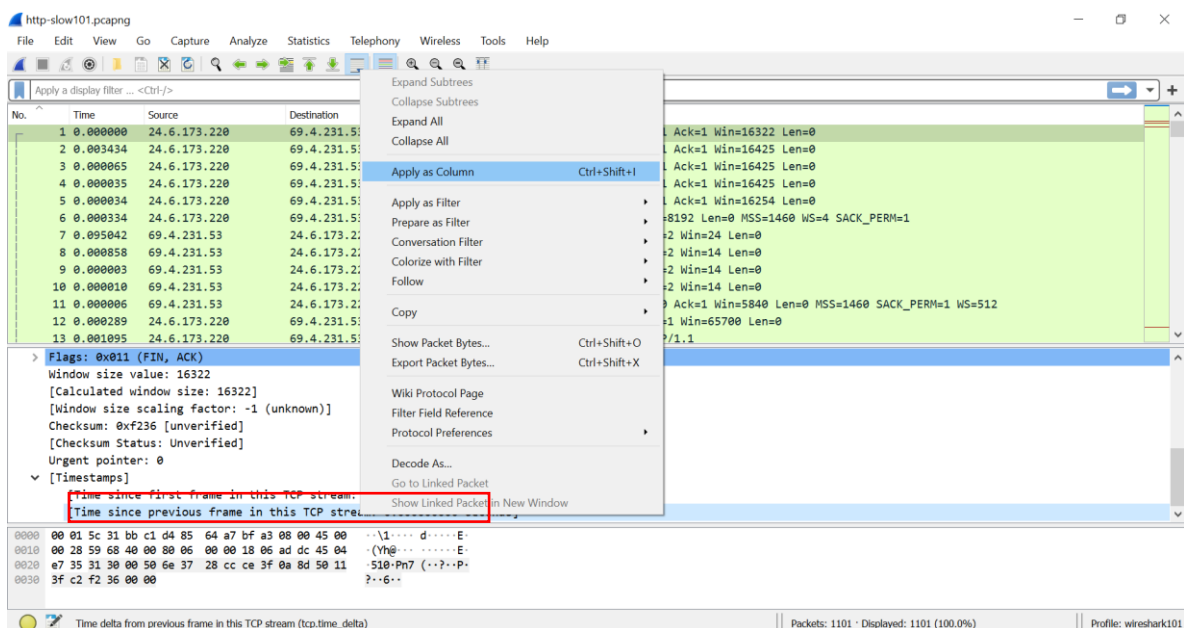 http-slow101.pcapng
File Edit View Go Capture Analyze Statistics Telephony Wireless Tools Help
Apply a display filter ... <Ctrl-/>
No. Time Source Destination
1 0.000000 24.6.173.220 69.4.231.53 1 Ack=1 Win=16322 Len=0
2 0.003434 24.6.173.220 69.4.231.53 1 Ack=1 Win=16425 Len=0
3 0.000065 24.6.173.220 69.4.231.53 1 Ack=1 Win=16425 Len=0
4 0.000035 24.6.173.220 69.4.231.53 1 Ack=1 Win=16425 Len=0
5 0.000034 24.6.173.220 69.4.231.53 1 Ack=1 Win=16254 Len=0
6 0.000334 24.6.173.220 69.4.231.53 =8192 Len=0 MSS=1460 WS=4 SACK_PERM=1
7 0.095042 69.4.231.53 24.6.173.22 =2 Win=24 Len=0
8 0.000858 69.4.231.53 24.6.173.22 =2 Win=14 Len=0
9 0.000003 69.4.231.53 24.6.173.22 =2 Win=14 Len=0
10 0.000010 69.4.231.53 24.6.173.22 =2 Win=14 Len=0
11 0.000006 69.4.231.53 24.6.173.22 0 Ack=1 Win=5840 Len=0 MSS=1460 SACK_PERM=1 WS=512
12 0.000289 24.6.173.220 69.4.231.53 =1 Win=65700 Len=0
13 0.001095 24.6.173.220 69.4.231.53 P/1.1
Expand Subtrees
Collapse Subtrees
Expand All
Collapse All
Apply as Column Ctrl+Shift+I
Apply as Filter
Prepare as Filter
Conversation Filter
Colorize with Filter
Follow
Copy
Show Packet Bytes... Ctrl+Shift+O
Export Packet Bytes... Ctrl+Shift+X
Wiki Protocol Page
Filter Field Reference
Protocol Preferences
Decode As...
Go to Linked Packet
Show Linked Packet in New Window
Flags: 0x011 (FIN, ACK)
Window size value: 16322
[Calculated window size: 16322]
[Window size scaling factor: -1 (unknown)]
Checksum: 0xf236 [unverified]
[Checksum Status: Unverified]
Urgent pointer: 0
[Timestamps]
[Time since first frame in this TCP stream:
[Time since previous frame in this TCP stre
0000 00 01 5c 31 bb c1 d4 85 64 a7 bf a3 08 00 45 00 ··\1···· d·····E·
0010 00 28 59 68 40 00 80 06 00 00 18 06 ad dc 45 04 ·(Yh@··· ······E·
0020 e7 35 31 30 00 50 6e 37 28 cc ce 3f 0a 8d 50 11 ·510·Pn7 (··?··P·
0030 3f c2 f2 36 00 00 ?··6··
Time delta from previous frame in this TCP stream (tcp.time_delta) Packets: 1101 · Displayed: 1101 (100.0%) Profile: wireshark101